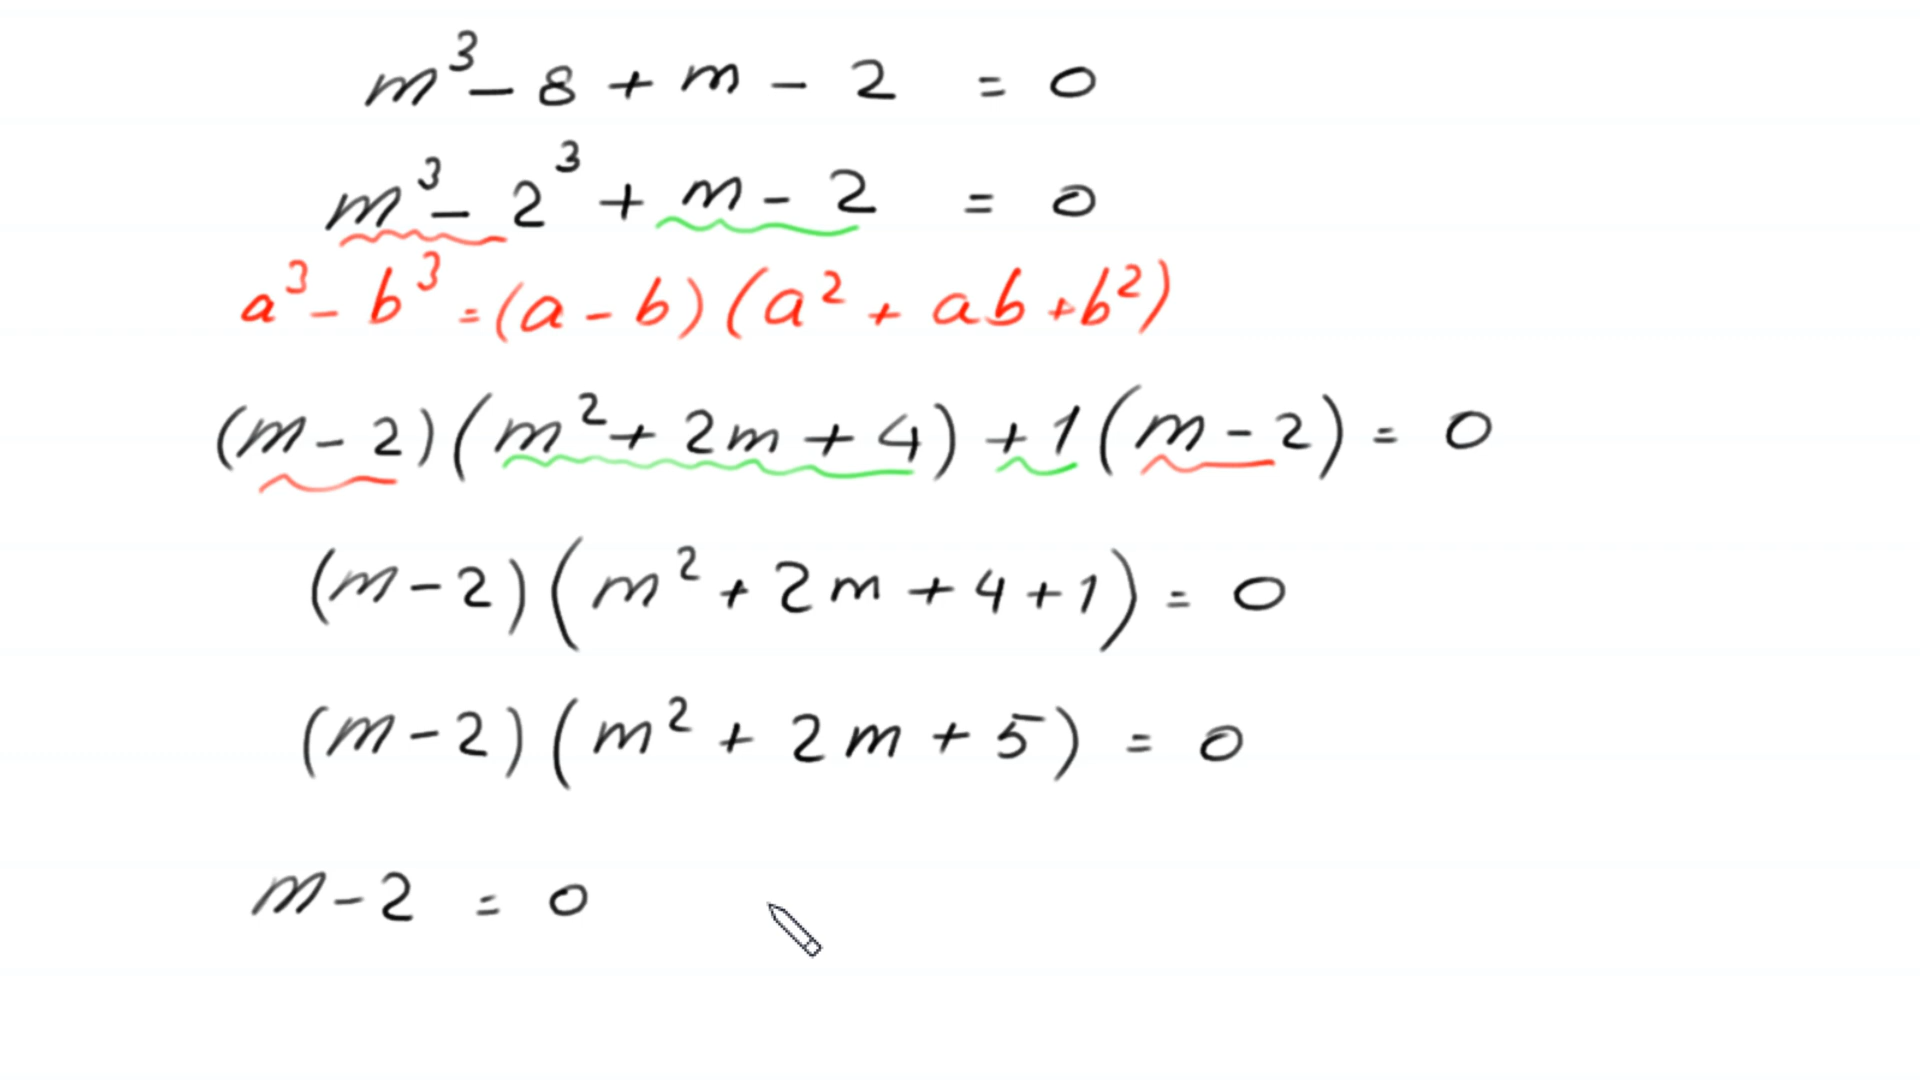 m³ - 8 + m - 2 = 0
m³ - 2³ + m - 2 = 0
a³ - b³ = (a - b)(a² + ab + b²)
(m - 2)(m² + 2m + 4) + 1(m - 2) = 0
(m - 2)(m² + 2m + 4 + 1) = 0
(m - 2)(m² + 2m + 5) = 0
m - 2 = 0